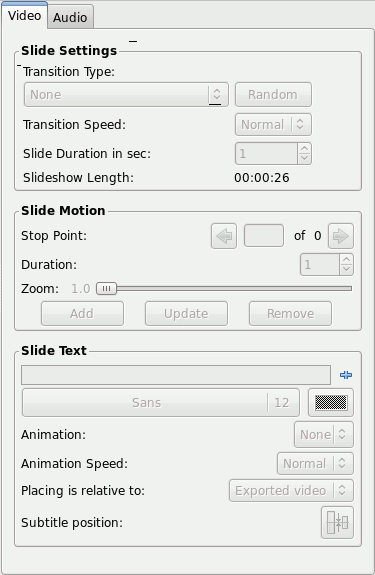 Video Audio
Slide Settings
Transition Type:
None Random
Transition Speed: Normal
Slide Duration in sec: 1
Slideshow Length: 00:00:26
Slide Motion
Stop Point: of 0
Duration: 1
Zoom: 1.0
Add Update Remove
Slide Text
Sans 12
Animation: None
Animation Speed: Normal
Placing is relative to: Exported video
Subtitle position: